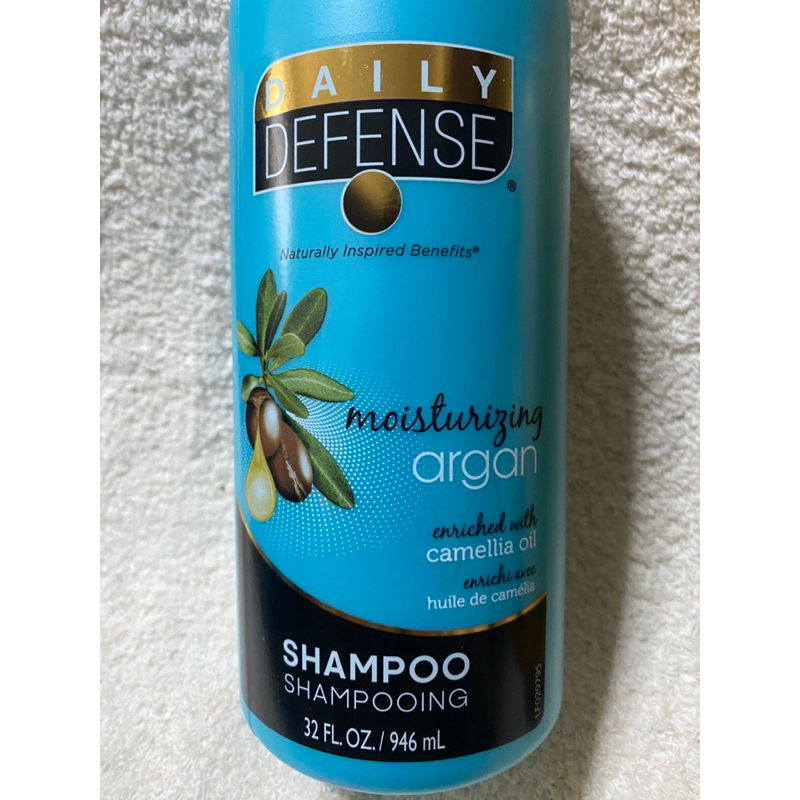 DAILY
DEFENSE®
Naturally Inspired Benefits®
moisturizing
argan
enriched with
camellia oil
enrichi avec
huile de camélia
SHAMPOO
SHAMPOOING
32 FL. OZ. / 946 mL
LF029795